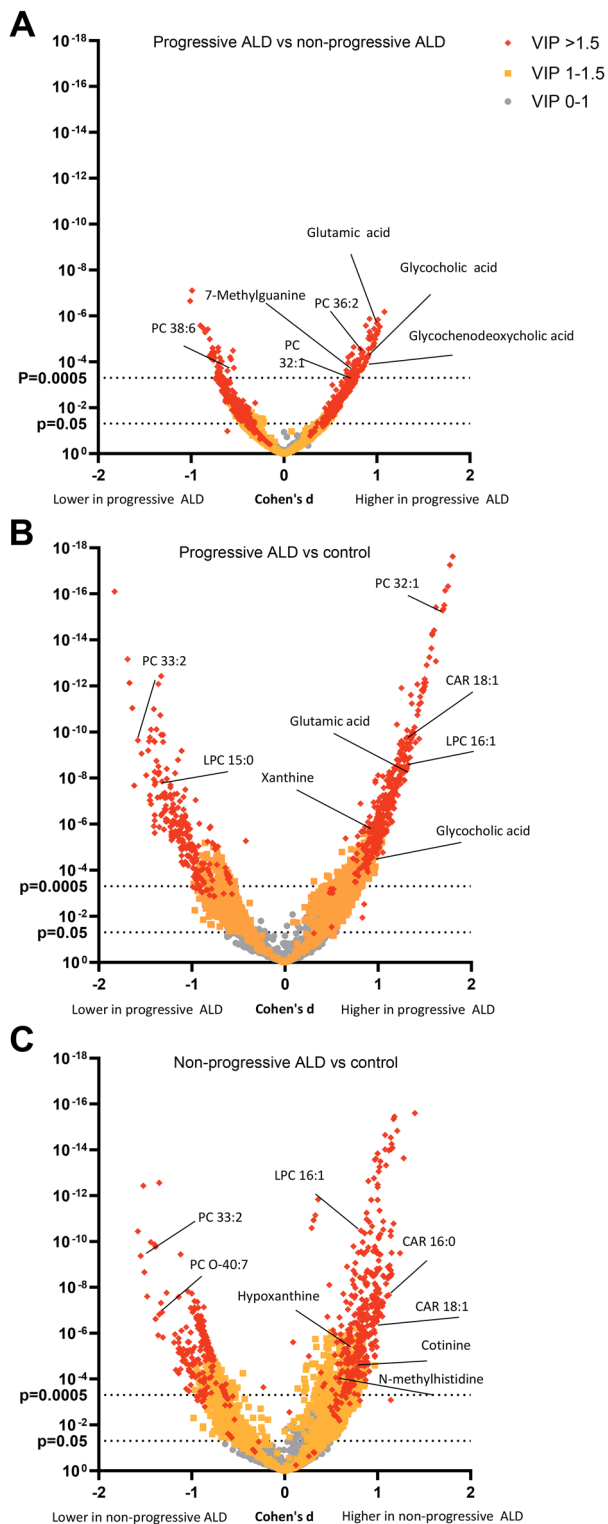 A
Progressive ALD vs non-progressive ALD
VIP >1.5
VIP 1-1.5
VIP 0-1
10-18
10-16
10-14
10-12
10-10
10-8
10-6
10-4
P=0.0005
10-2
p=0.05
100
Glutamic acid
Glycocholic acid
7-Methylguanine
PC 36:2
PC 38:6
PC
32:1
Glycochenodeoxycholic acid
-2
-1
0
1
2
Lower in progressive ALD
Cohen's d
Higher in progressive ALD
B
Progressive ALD vs control
10-18
10-16
10-14
10-12
10-10
10-8
10-6
10-4
p=0.0005
10-2
p=0.05
100
PC 32:1
PC 33:2
CAR 18:1
Glutamic acid
LPC 16:1
LPC 15:0
Xanthine
Glycocholic acid
-2
-1
0
1
2
Lower in progressive ALD
Cohen's d
Higher in progressive ALD
C
Non-progressive ALD vs control
10-18
10-16
10-14
10-12
10-10
10-8
10-6
10-4
p=0.0005
10-2
p=0.05
100
LPC 16:1
PC 33:2
CAR 16:0
PC O-40:7
Hypoxanthine
CAR 18:1
Cotinine
N-methylhistidine
-2
-1
0
1
2
Lower in non-progressive ALD
Cohen's d
Higher in non-progressive ALD